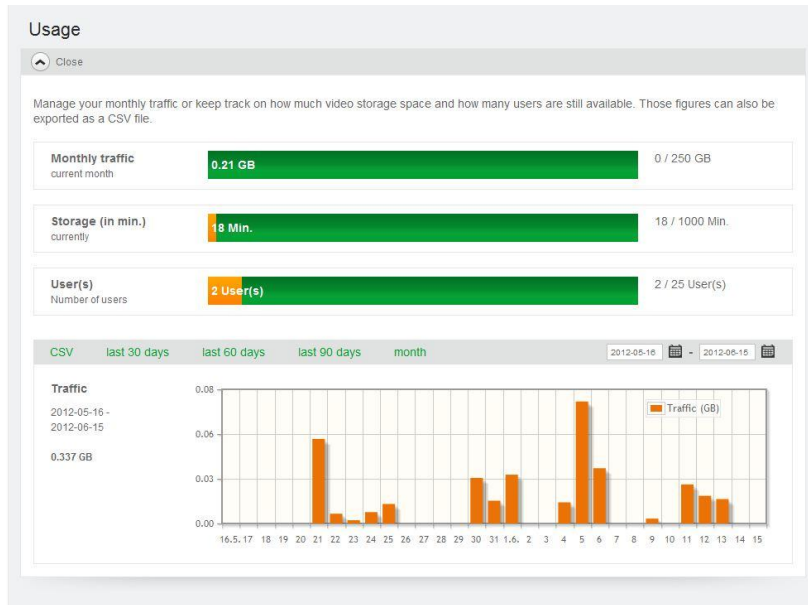 Usage
Close
Manage your monthly traffic or keep track on how much video storage space and how many users are still available. Those figures can also be
exported as a CSV file.
Monthly traffic
current month
0.21 GB
0 / 250 GB
Storage (in min.)
currently
18 Min.
18 / 1000 Min.
User(s)
Number of users
2 User(s)
2 / 25 User(s)
CSV last 30 days last 60 days last 90 days month 2012-05-16 - 2012-06-15
Traffic
2012-05-16 -
2012-06-15
0.337 GB
0.08
0.06
0.03
0.00
Traffic (GB)
16.5. 17 18 19 20 21 22 23 24 25 26 27 28 29 30 31 1.6. 2 3 4 5 6 7 8 9 10 11 12 13 14 15